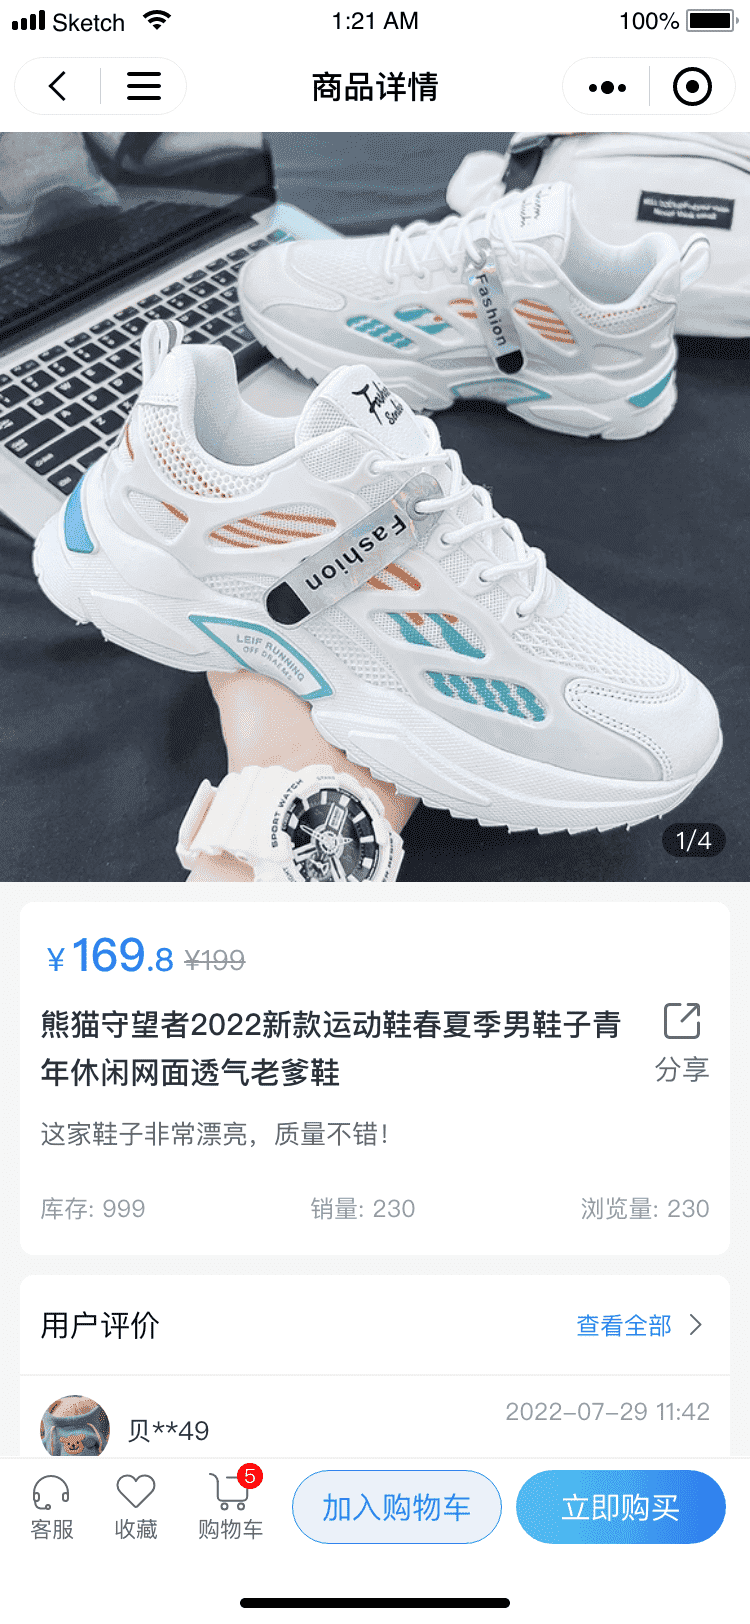 Sketch 1:21 AM 100%
商品详情
Fashion
Fashion
LEIF RUNNING
OFF DRAEMS
SPORT WATCH
1/4
¥169.8 ¥199
熊猫守望者2022新款运动鞋春夏季男鞋子青
年休闲网面透气老爹鞋
分享
这家鞋子非常漂亮，质量不错！
库存: 999 销量: 230 浏览量: 230
用户评价 查看全部
贝**49 2022-07-29 11:42
客服 收藏 5 购物车 加入购物车 立即购买